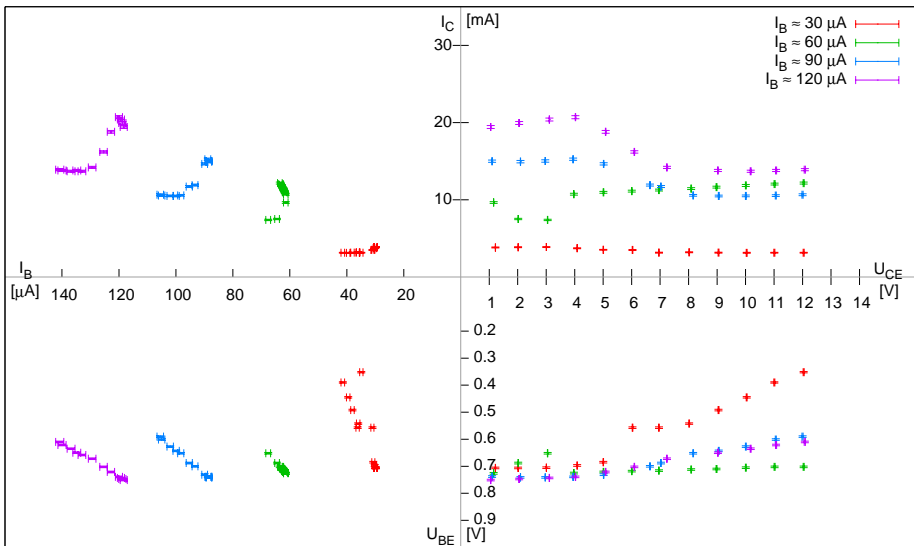 I_C [mA]
I_B ≈ 30 μA
I_B ≈ 60 μA
I_B ≈ 90 μA
I_B ≈ 120 μA
30
20
10
I_B
[μA]
140 120 100 80 60 40 20
U_CE
[V]
1 2 3 4 5 6 7 8 9 10 11 12 13 14
0.2
0.3
0.4
0.5
0.6
0.7
0.8
0.9
U_BE [V]